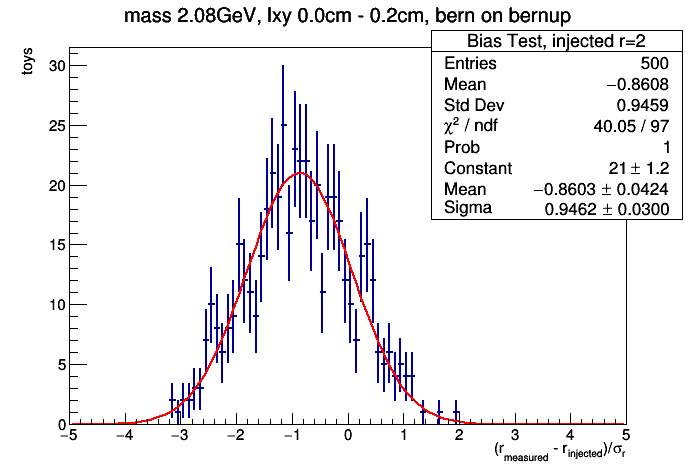 mass 2.08GeV, lxy 0.0cm - 0.2cm, bern on bernup
toys
Bias Test, injected r=2
Entries 500
Mean −0.8608
Std Dev 0.9459
χ² / ndf 40.05 / 97
Prob 1
Constant 21 ± 1.2
Mean −0.8603 ± 0.0424
Sigma 0.9462 ± 0.0300
30
25
20
15
10
5
0
−5 −4 −3 −2 −1 0 1 2 3 4 5
(r_measured - r_injected)/σ_r